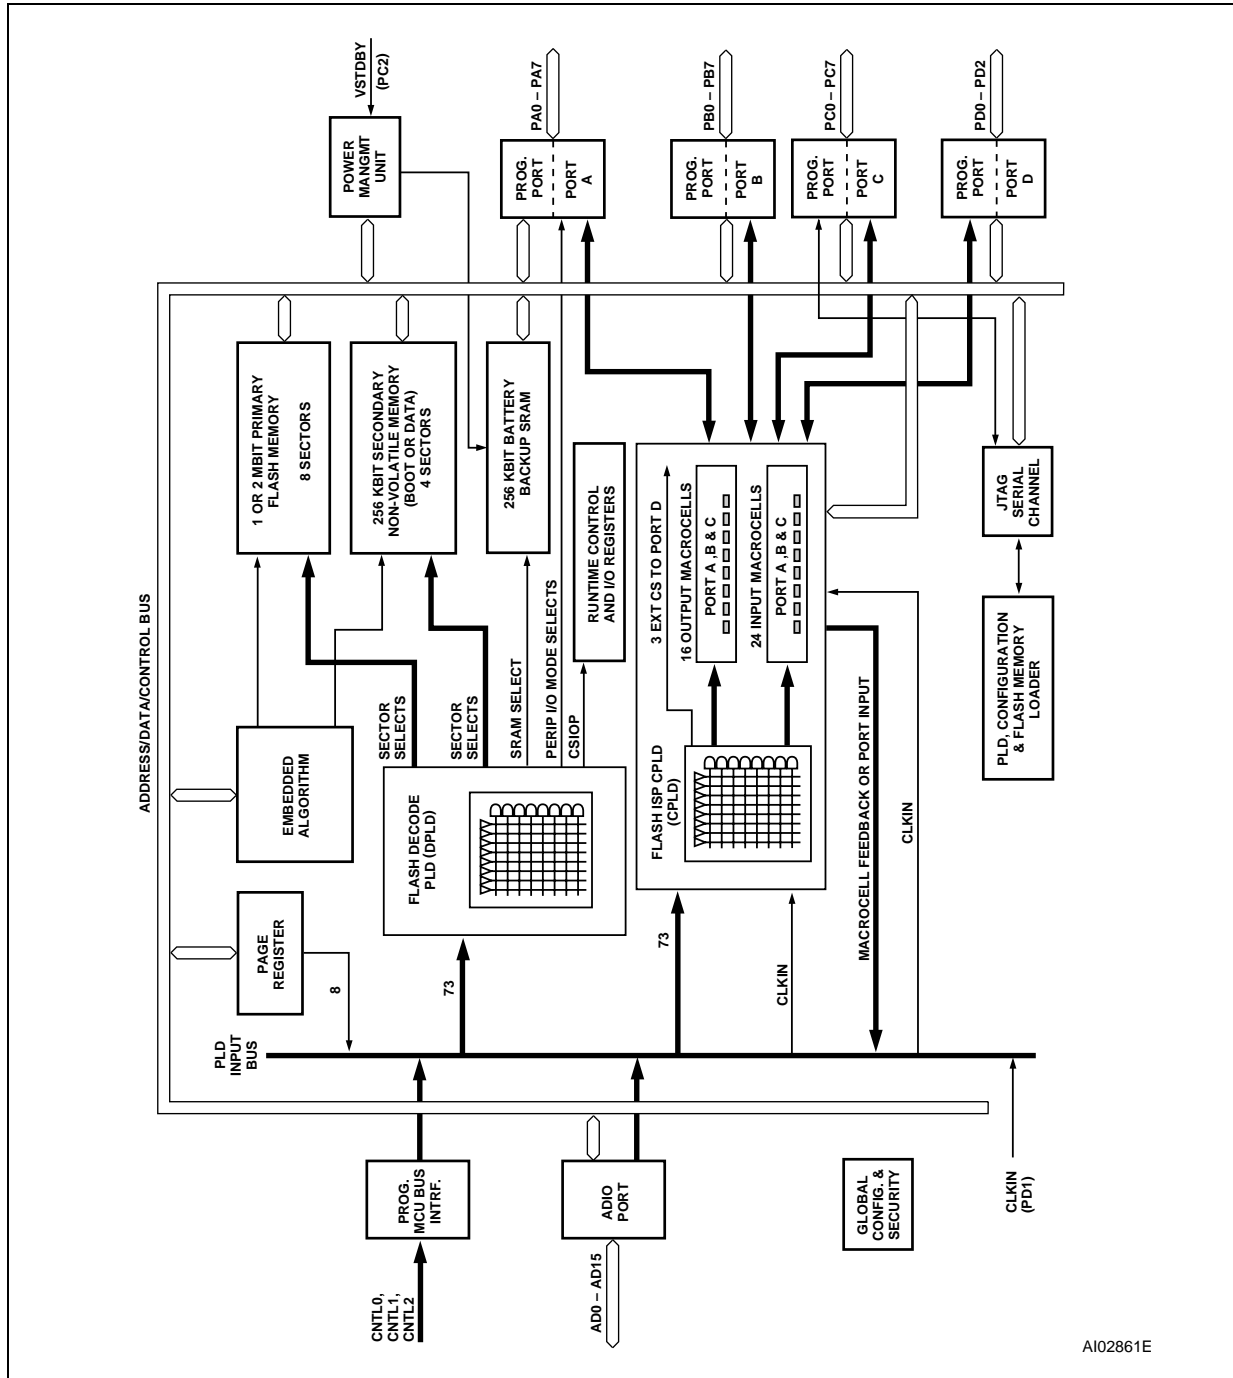 ADDRESS/DATA/CONTROL BUS
CNTL0,
CNTL1,
CNTL2
PROG.
MCU BUS
INTRF.
PLD
INPUT
BUS
PAGE
REGISTER
8
EMBEDDED
ALGORITHM
1 OR 2 MBIT PRIMARY
FLASH MEMORY
8 SECTORS
POWER
MANGMT
UNIT
VSTDBY
(PC2)
256 KBIT SECONDARY
NON-VOLATILE MEMORY
(BOOT OR DATA)
4 SECTORS
SECTOR
SELECTS
SECTOR
SELECTS
FLASH DECODE
PLD (DPLD)
73
SRAM SELECT
256 KBIT BATTERY
BACKUP SRAM
PERIP I/O MODE SELECTS
CSIOP
RUNTIME CONTROL
AND I/O REGISTERS
PROG.
PORT
PORT
A
PA0 – PA7
AD0 – AD15
ADIO
PORT
73
FLASH ISP CPLD
(CPLD)
3 EXT CS TO PORT D
16 OUTPUT MACROCELLS
PORT A ,B & C
24 INPUT MACROCELLS
PORT A ,B & C
PROG.
PORT
PORT
B
PB0 – PB7
CLKIN
MACROCELL FEEDBACK OR PORT INPUT
CLKIN
PROG.
PORT
PORT
C
PC0 – PC7
GLOBAL
CONFIG. &
SECURITY
PROG.
PORT
PORT
D
PD0 – PD2
CLKIN
(PD1)
PLD, CONFIGURATION
& FLASH MEMORY
LOADER
JTAG
SERIAL
CHANNEL
AI02861E